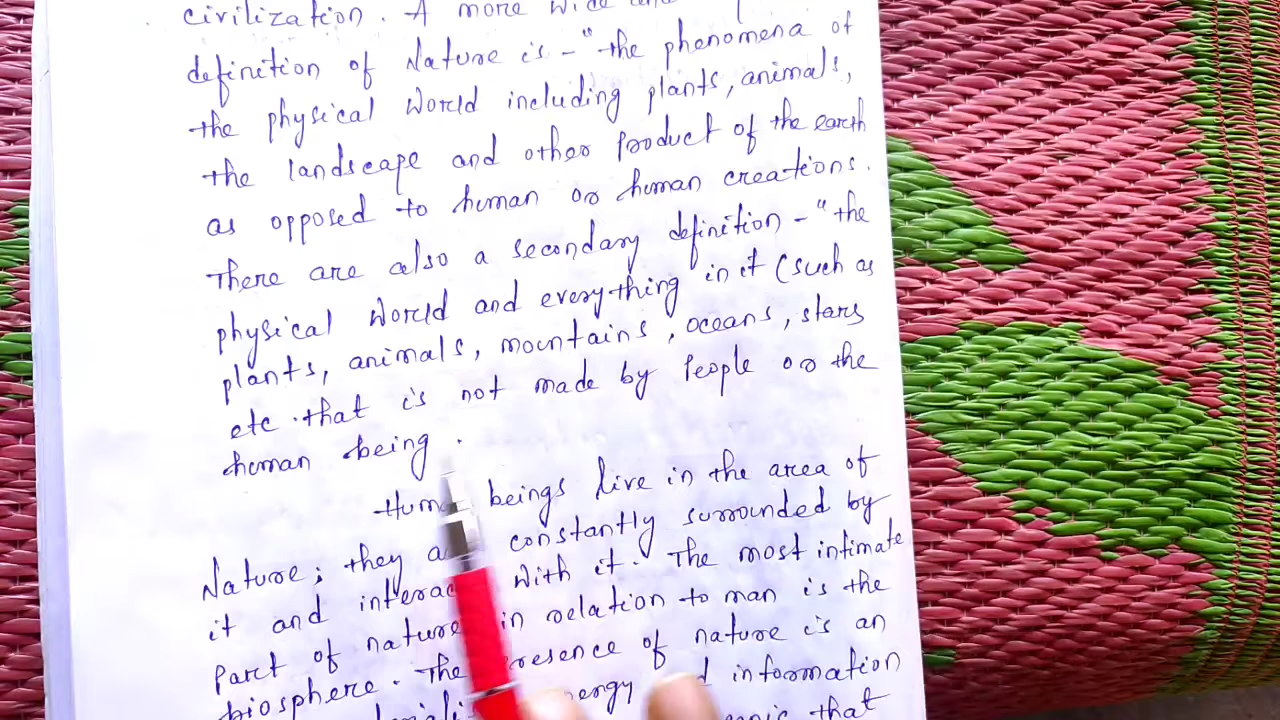 civilization. A more wide
definition of Nature is - "the phenomena of
the physical World including plants, animals,
the landscape and other product of the earth
as opposed to human or human creations.
There are also a secondary definition - "the
physical World and everything in it (such as
plants, animals, mountains, oceans, stars
etc. that is not made by People or the
human being.
Human beings live in the area of
Nature; they constantly surrounded by
it and with it. The most intimate
Part of nature in relation to man is the
biosphere. The presence of nature is an
information
that